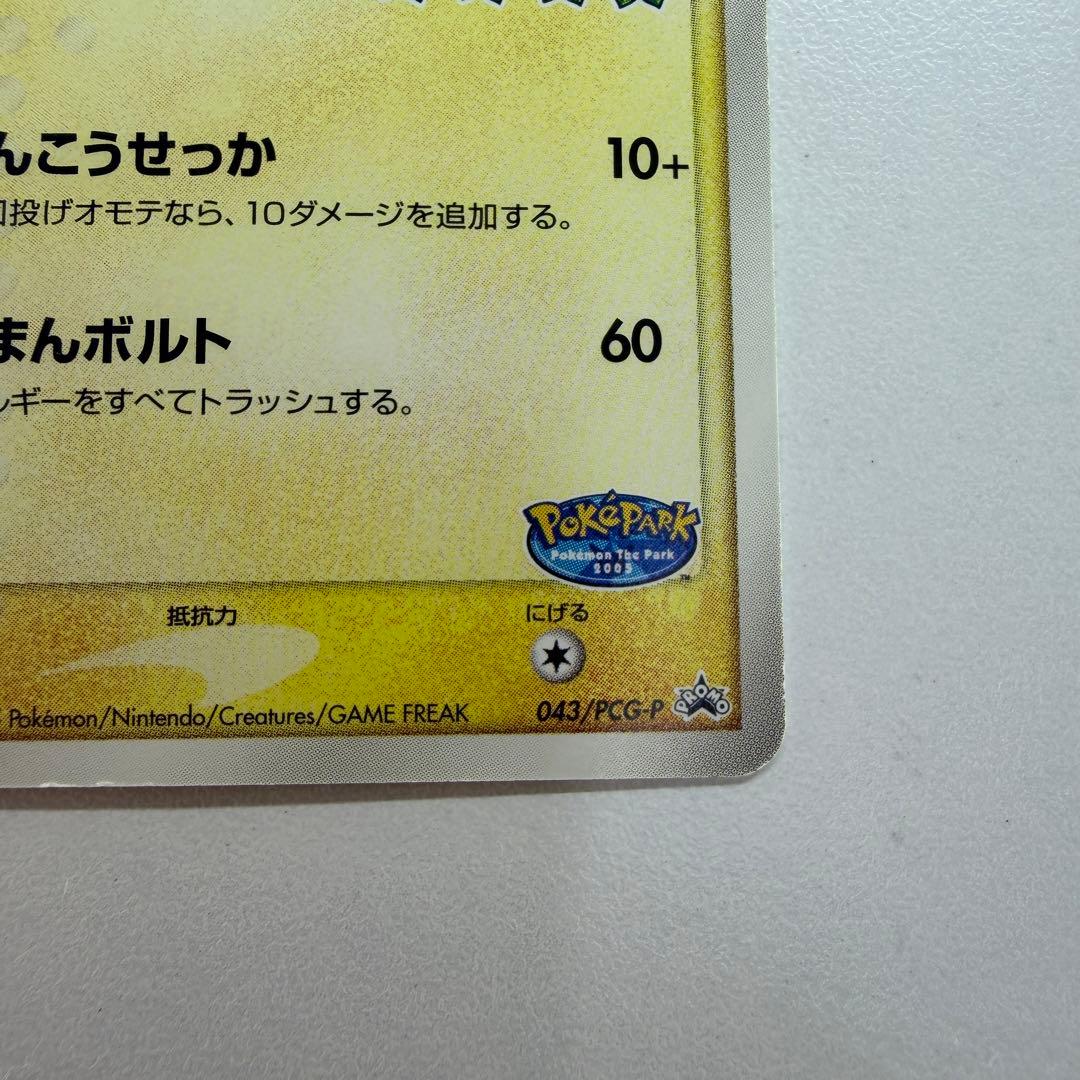 んこうせっか 10+
回投げオモテなら、10ダメージを追加する。
まんボルト 60
ルギーをすべてトラッシュする。
POKéPARK
Pokémon The Park
2005
™
抵抗力 にげる
Pokémon/Nintendo/Creatures/GAME FREAK 043/PCG-P PROMO